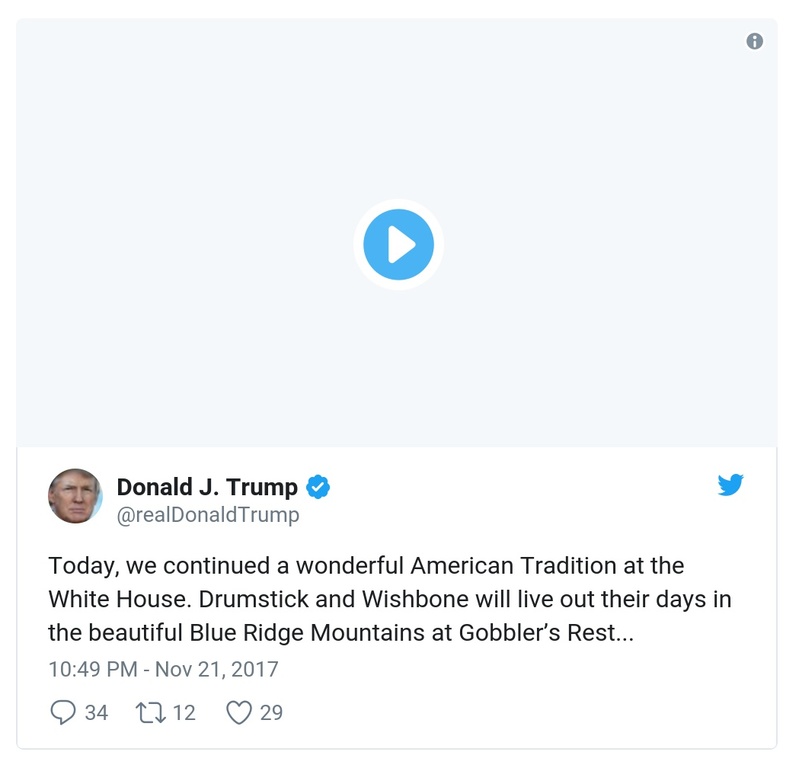 Donald J. Trump
@realDonaldTrump
Today, we continued a wonderful American Tradition at the
White House. Drumstick and Wishbone will live out their days in
the beautiful Blue Ridge Mountains at Gobbler’s Rest...
10:49 PM - Nov 21, 2017
34 12 29